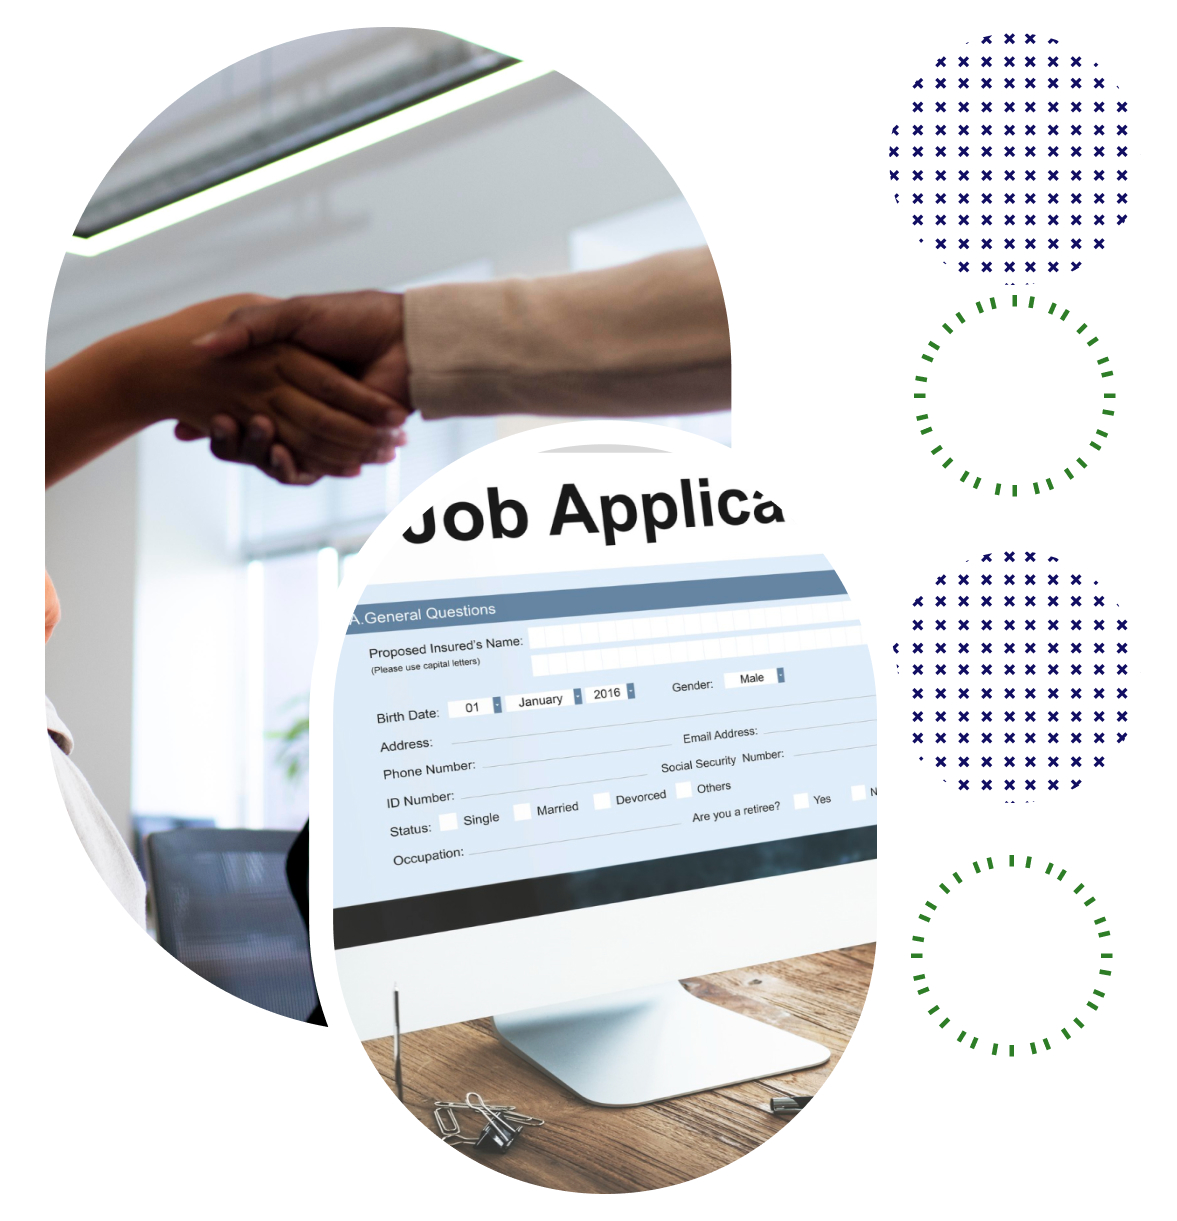 Job Applica
A.General Questions
Proposed Insured's Name:
(Please use capital letters)
Birth Date: 01 January 2016 Gender: Male
Address:
Phone Number: Email Address:
ID Number: Social Security Number:
Status: Single Married Devorced Others
Occupation: Are you a retiree? Yes N